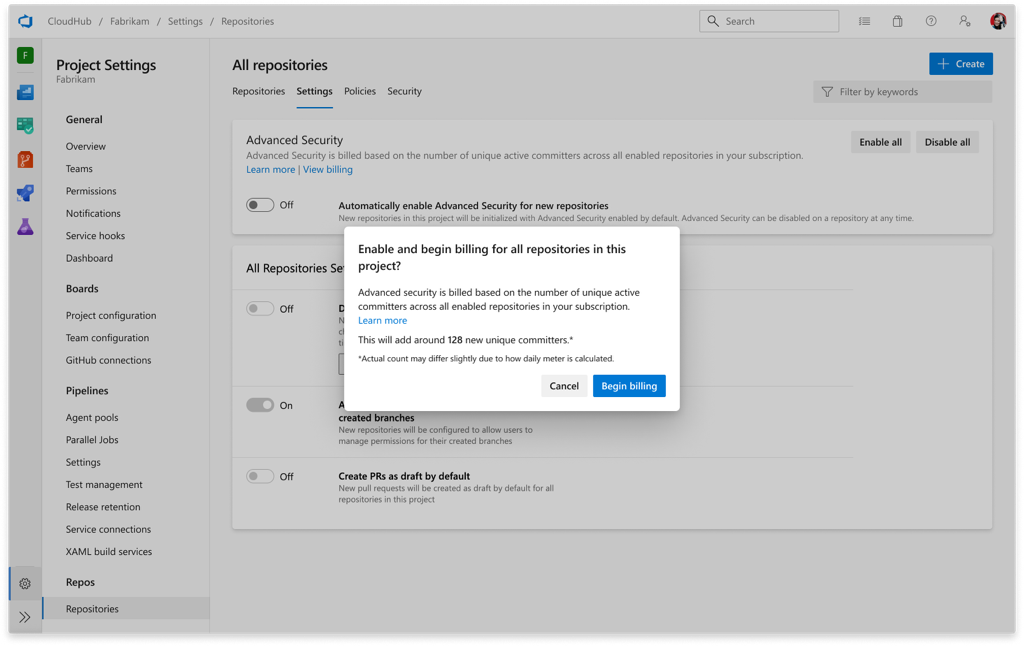 CloudHub / Fabrikam / Settings / Repositories
Search
F
Project Settings
Fabrikam
General
Overview
Teams
Permissions
Notifications
Service hooks
Dashboard
Boards
Project configuration
Team configuration
GitHub connections
Pipelines
Agent pools
Parallel Jobs
Settings
Test management
Release retention
Service connections
XAML build services
Repos
Repositories
All repositories
Create
Repositories Settings Policies Security
Filter by keywords
Advanced Security
Advanced Security is billed based on the number of unique active committers across all enabled repositories in your subscription.
Learn more | View billing
Enable all Disable all
Off
Automatically enable Advanced Security for new repositories
New repositories in this project will be initialized with Advanced Security enabled by default. Advanced Security can be disabled on a repository at any time.
All Repositories
Off
On
created branches
New repositories will be configured to allow users to
manage permissions for their created branches
Off
Create PRs as draft by default
New pull requests will be created as draft by default for all
repositories in this project
Enable and begin billing for all repositories in this
project?
Advanced security is billed based on the number of unique active
committers across all enabled repositories in your subscription.
Learn more
This will add around 128 new unique committers.*
*Actual count may differ slightly due to how daily meter is calculated.
Cancel Begin billing